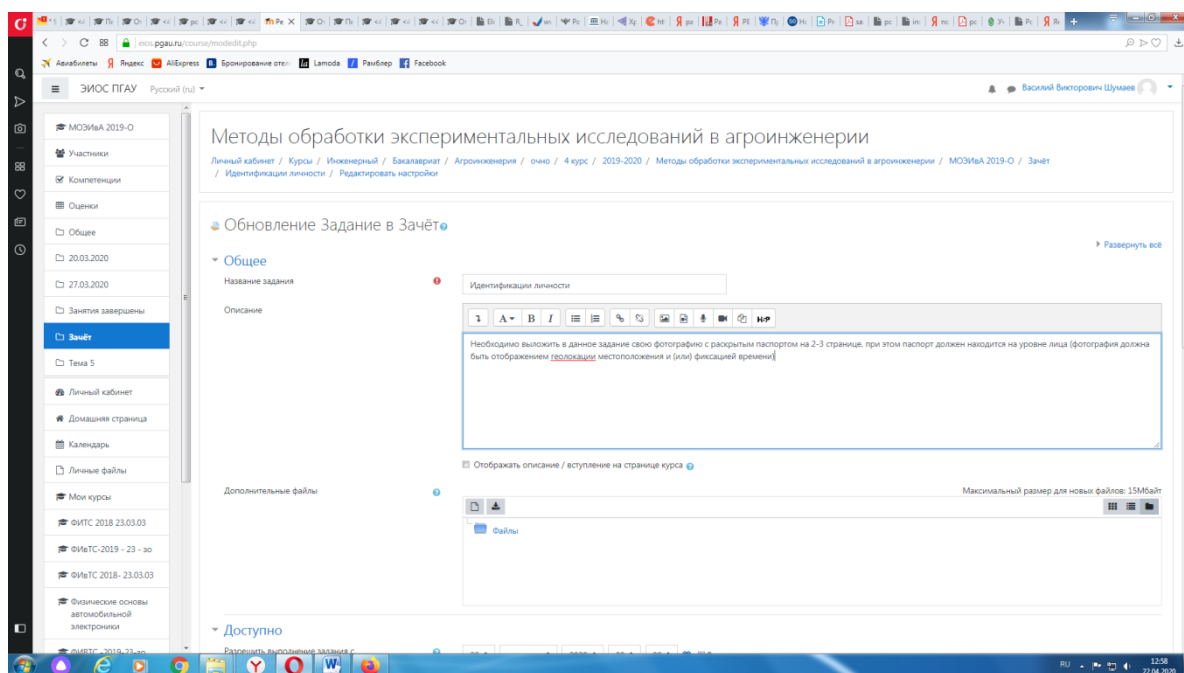 eios.pgau.ru/course/modedit.php
Авиабилеты Яндекс AliExpress Бронирование отел Lamoda Рамблер Facebook
ЭИОС ПГАУ Русский (ru)
Василий Викторович Шумаев
МОЭИвА 2019-О
Участники
Компетенции
Оценки
Общее
20.03.2020
27.03.2020
Занятия завершены
Зачёт
Тема 5
Личный кабинет
Домашняя страница
Календарь
Личные файлы
Мои курсы
ФИТС 2018 23.03.03
ФИвТС-2019 - 23 - зо
ФИвТС 2018- 23.03.03
Физические основы
автомобильной
электроники
ФИВТС -2019-23-зо
Методы обработки экспериментальных исследований в агроинженерии
Личный кабинет / Курсы / Инженерный / Бакалавриат / Агроинженерия / очно / 4 курс / 2019-2020 / Методы обработки экспериментальных исследований в агроинженерии / МОЭИвА 2019-О / Зачёт
/ Идентификации личности / Редактировать настройки
Обновление Задание в Зачёт
Развернуть всё
Общее
Название задания
Идентификации личности
Описание
Необходимо выложить в данное задание свою фотографию с раскрытым паспортом на 2-3 странице, при этом паспорт должен находится на уровне лица (фотография должна
быть отображением геолокации местоположения и (или) фиксацией времени)
Отображать описание / вступление на странице курса
Дополнительные файлы
Максимальный размер для новых файлов: 15Мбайт
Файлы
Доступно
Разрешить выполнение задания с
RU
12:58
22.04.2020